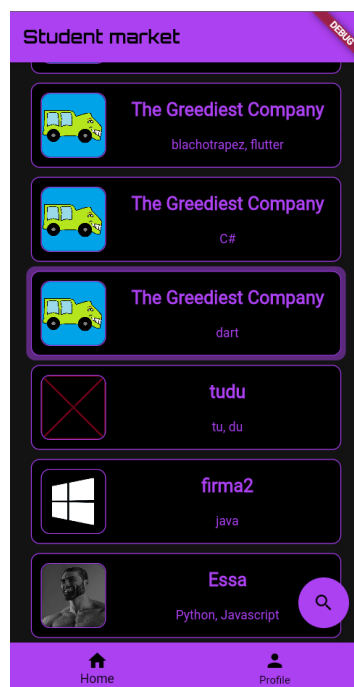 Student market
DEBUG
The Greediest Company
blachotrapez, flutter
The Greediest Company
C#
The Greediest Company
dart
tudu
tu, du
firma2
java
Essa
Python, Javascript
Home
Profile